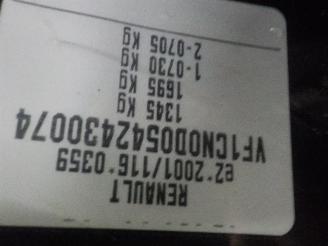 RENAULT
e2*2001/116*0359
VF1CN0D0542430074
1345 kg
1695 kg
1-0730 kg
2-0705 kg